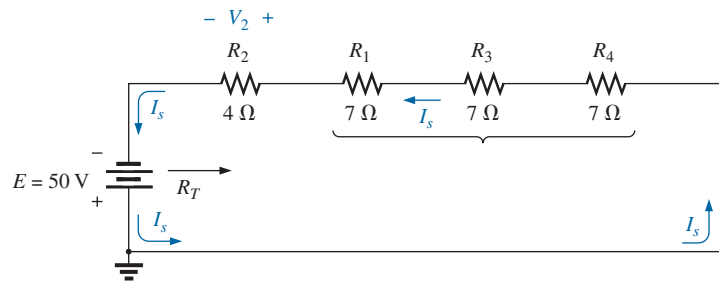 − V2 +
R2 R1 R3 R4
4 Ω 7 Ω 7 Ω 7 Ω
Is
Is
−
E = 50 V
RT
+
Is
Is